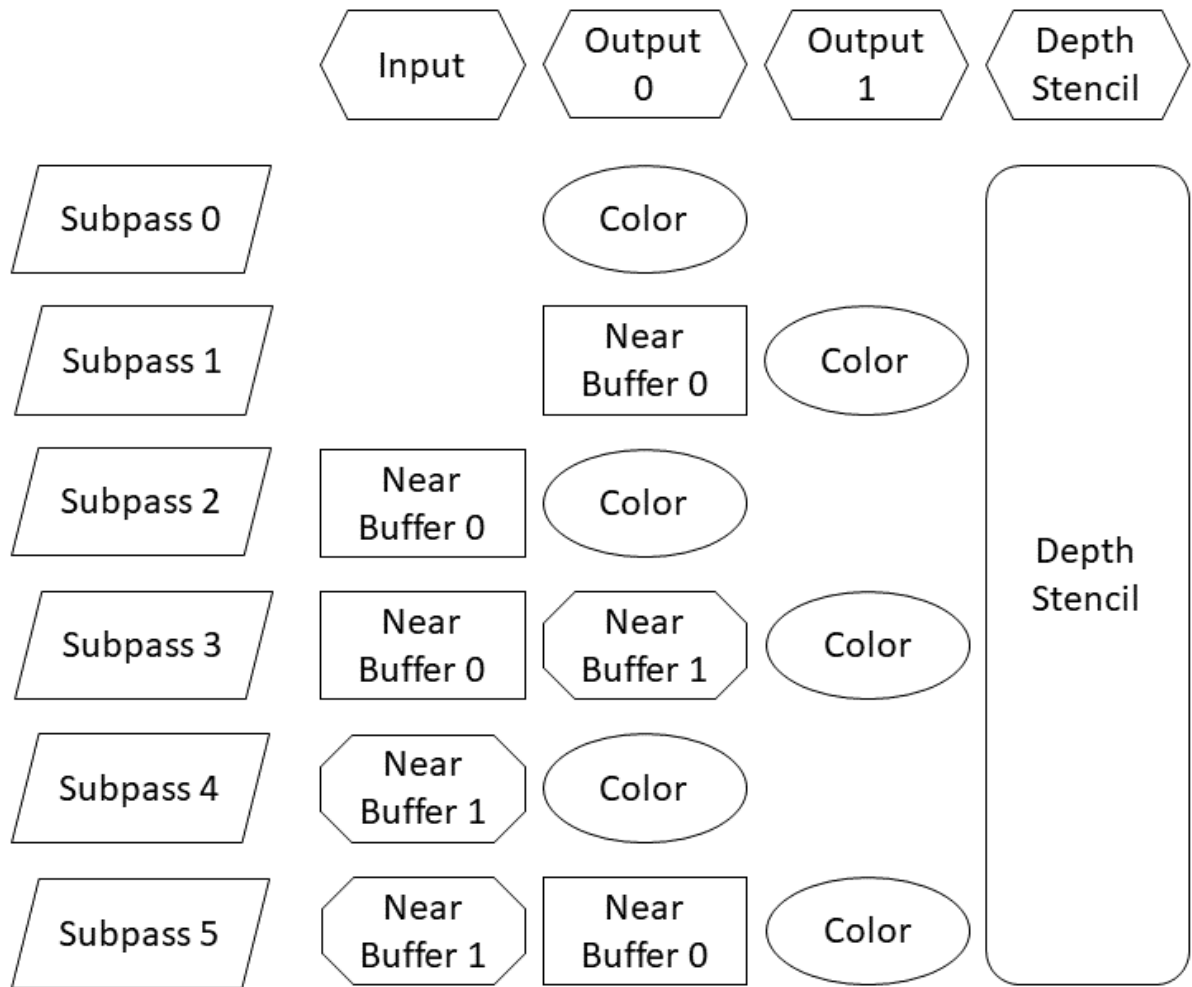 Input
Output
0
Output
1
Depth
Stencil
Subpass 0
Color
Subpass 1
Near
Buffer 0
Color
Subpass 2
Near
Buffer 0
Color
Subpass 3
Near
Buffer 0
Near
Buffer 1
Color
Subpass 4
Near
Buffer 1
Color
Subpass 5
Near
Buffer 1
Near
Buffer 0
Color
Depth
Stencil